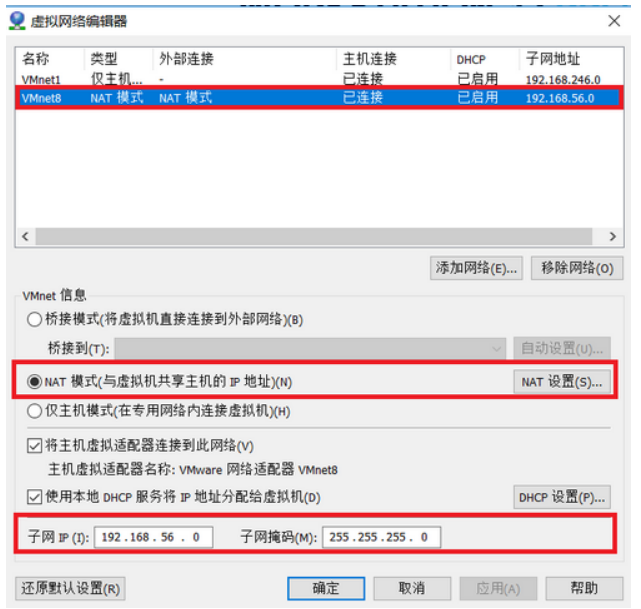 虚拟网络编辑器
名称 类型 外部连接 主机连接 DHCP 子网地址
VMnet1 仅主机... - 已连接 已启用 192.168.246.0
VMnet8 NAT 模式 NAT 模式 已连接 已启用 192.168.56.0
添加网络(E)... 移除网络(O)
VMnet 信息
桥接模式(将虚拟机直接连接到外部网络)(B)
桥接到(T): 自动设置(U)...
NAT 模式(与虚拟机共享主机的 IP 地址)(N) NAT 设置(S)...
仅主机模式(在专用网络内连接虚拟机)(H)
将主机虚拟适配器连接到此网络(V)
主机虚拟适配器名称: VMware 网络适配器 VMnet8
使用本地 DHCP 服务将 IP 地址分配给虚拟机(D) DHCP 设置(P)...
子网 IP (I): 192.168 . 56 . 0 子网掩码(M): 255.255.255. 0
还原默认设置(R) 确定 取消 应用(A) 帮助